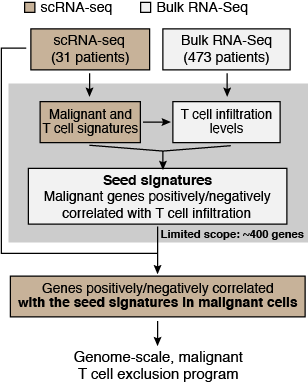 scRNA-seq Bulk RNA-Seq
scRNA-seq
(31 patients)
Bulk RNA-Seq
(473 patients)
Malignant and
T cell signatures
T cell infiltration
levels
Seed signatures
Malignant genes positively/negatively
correlated with T cell infiltration
Limited scope: ~400 genes
Genes positively/negatively correlated
with the seed signatures in malignant cells
Genome-scale, malignant
T cell exclusion program